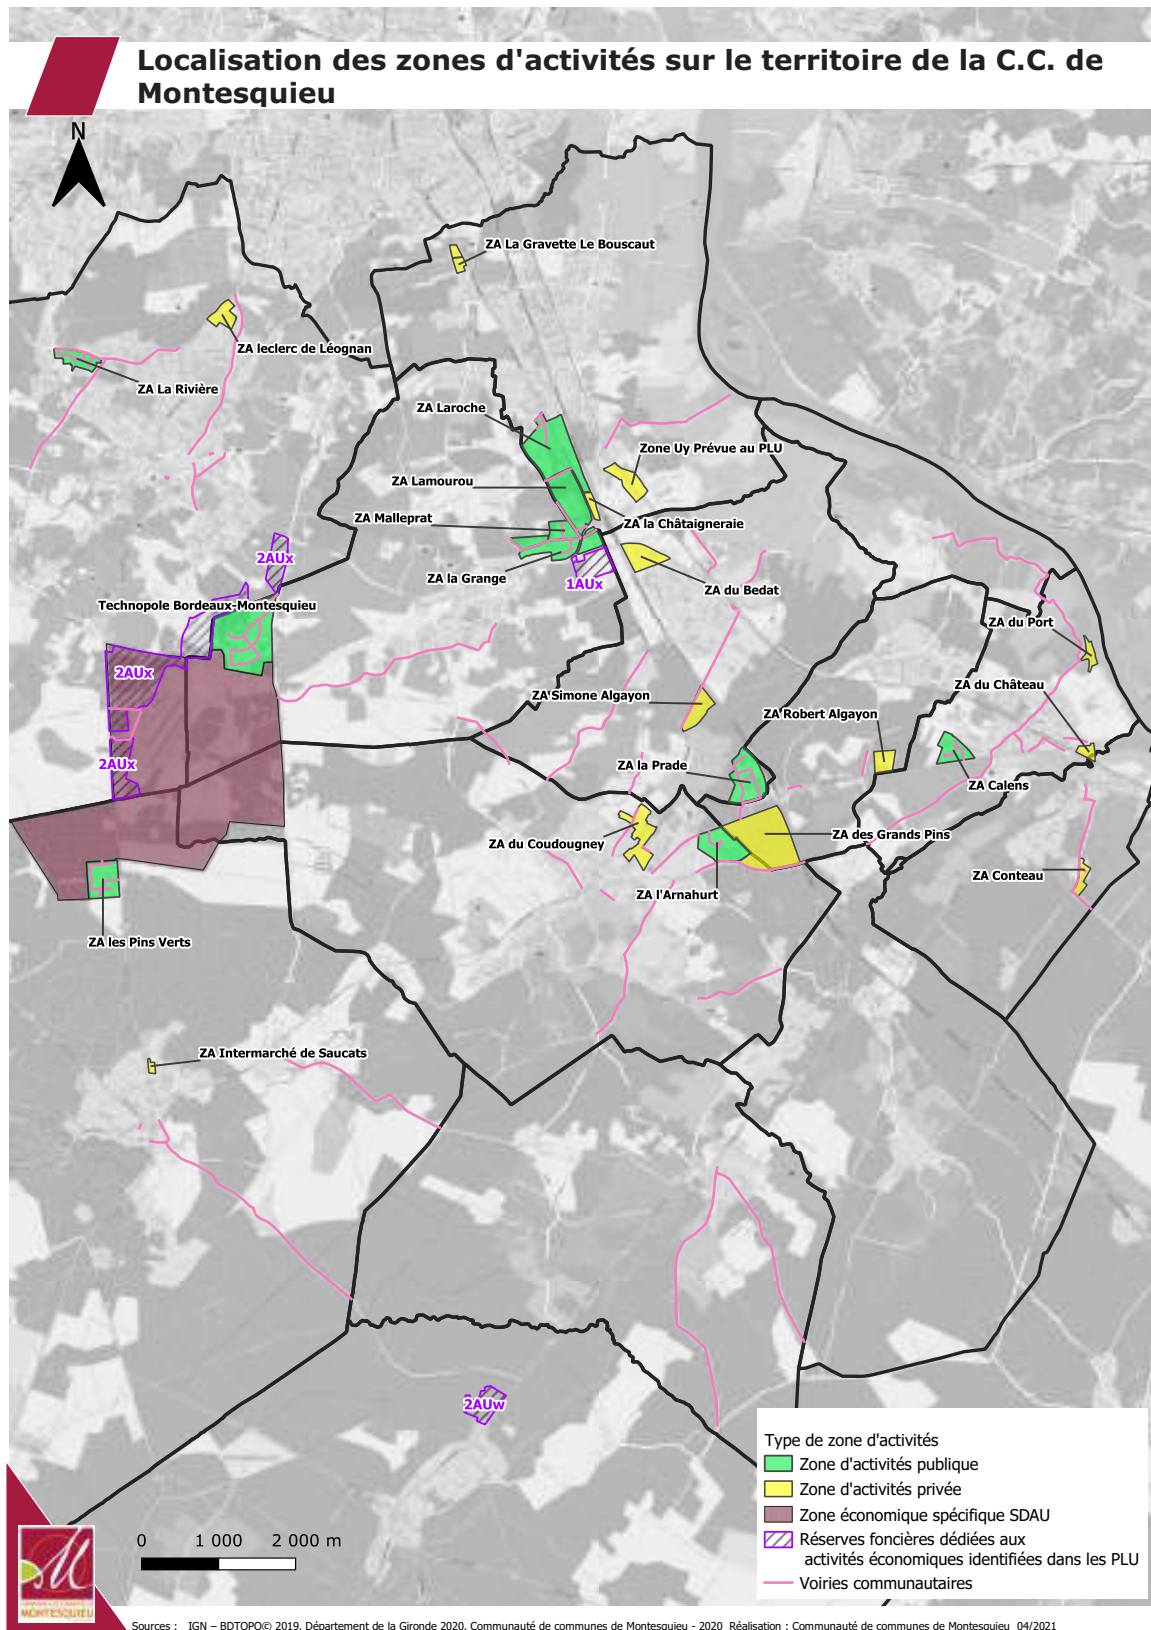 Localisation des zones d'activités sur le territoire de la C.C. de
Montesquieu
N
ZA La Gravette Le Bouscaut
ZA leclerc de Léognan
ZA La Rivière
ZA Laroche
Zone Uy Prévue au PLU
ZA Lamourou
ZA Malleprat
ZA la Châtaigneraie
2AUx
ZA la Grange
1AUx
ZA du Bedat
Technopole Bordeaux-Montesquieu
ZA du Port
2AUx
ZA du Château
ZA Simone Algayon
ZA Robert Algayon
2AUx
ZA la Prade
ZA Calens
ZA du Coudougney
ZA des Grands Pins
ZA Conteau
ZA l'Arnahurt
ZA les Pins Verts
ZA Intermarché de Saucats
2AUw
Type de zone d'activités
Zone d'activités publique
Zone d'activités privée
Zone économique spécifique SDAU
Réserves foncières dédiées aux
activités économiques identifiées dans les PLU
Voiries communautaires
0 1 000 2 000 m
MONTESQUIEU
Sources : IGN – BDTOPO© 2019, Département de la Gironde 2020, Communauté de communes de Montesquieu - 2020 Réalisation : Communauté de communes de Montesquieu 04/2021